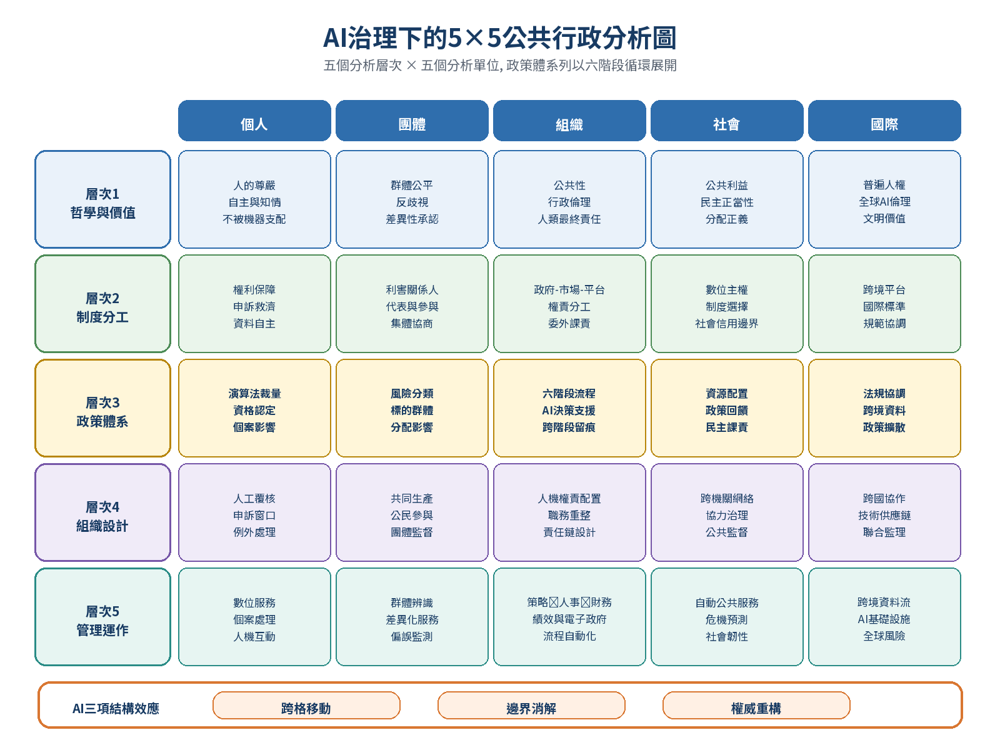 AI治理下的5×5公共行政分析圖
五個分析層次 × 五個分析單位, 政策體系列以六階段循環展開
個人
團體
組織
社會
國際
層次1
哲學與價值
人的尊嚴
自主與知情
不被機器支配
群體公平
反歧視
差異性承認
公共性
行政倫理
人類最終責任
公共利益
民主正當性
分配正義
普遍人權
全球AI倫理
文明價值
層次2
制度分工
權利保障
申訴救濟
資料自主
利害關係人
代表與參與
集體協商
政府-市場-平台
權責分工
委外課責
數位主權
制度選擇
社會信用邊界
跨境平台
國際標準
規範協調
層次3
政策體系
演算法裁量
資格認定
個案影響
風險分類
標的群體
分配影響
六階段流程
AI決策支援
跨階段留痕
資源配置
政策回饋
民主課責
法規協調
跨境資料
政策擴散
層次4
組織設計
人工覆核
申訴窗口
例外處理
共同生產
公民參與
團體監督
人機權責配置
職務重整
責任鏈設計
跨機關網絡
協力治理
公共監督
跨國協作
技術供應鏈
聯合監理
層次5
管理運作
數位服務
個案處理
人機互動
群體辨識
差異化服務
偏誤監測
策略人事財務
績效與電子政府
流程自動化
自動公共服務
危機預測
社會韌性
跨境資料流
AI基礎設施
全球風險
AI三項結構效應
跨格移動
邊界消解
權威重構